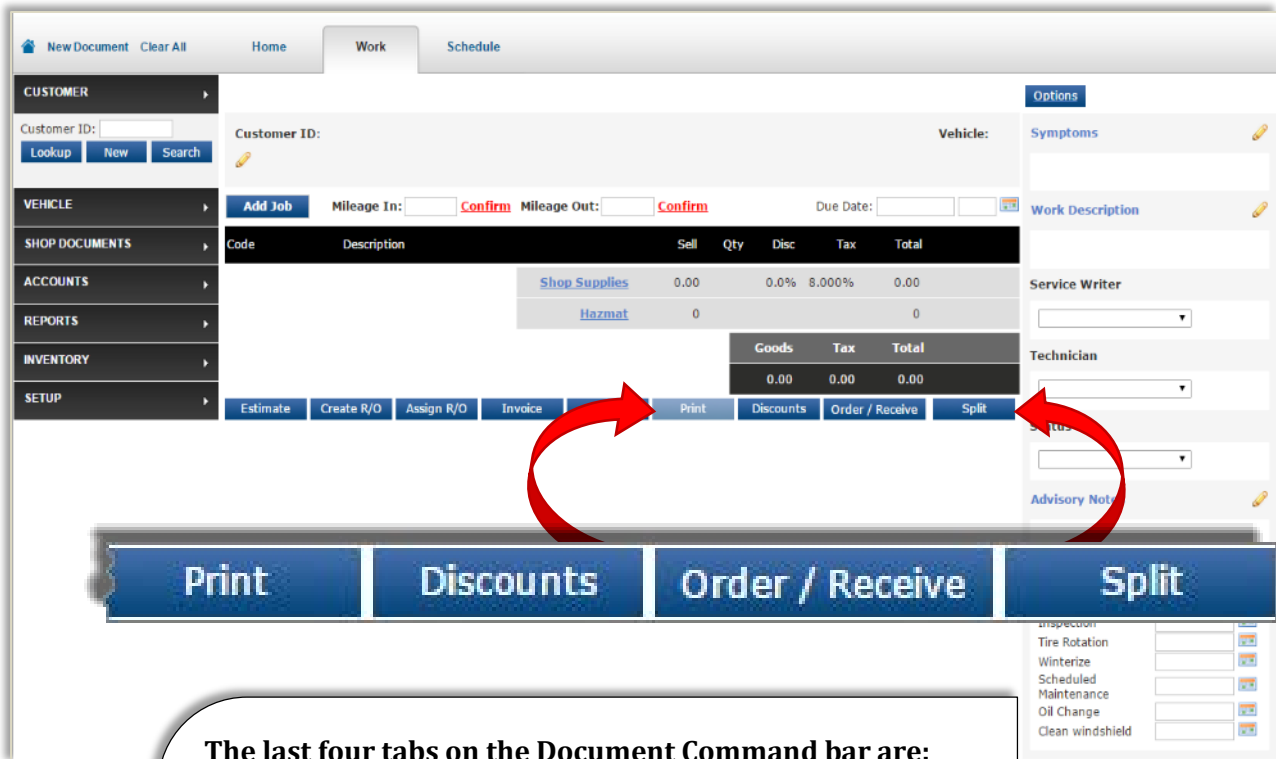 New Document Clear All Home Work Schedule
CUSTOMER
Customer ID:
Lookup New Search
VEHICLE
SHOP DOCUMENTS
ACCOUNTS
REPORTS
INVENTORY
SETUP
Customer ID: Vehicle:
Add Job Mileage In: Confirm Mileage Out: Confirm Due Date:
Code Description Sell Qty Disc Tax Total
Shop Supplies 0.00 0.0% 8.000% 0.00
Hazmat 0 0
Goods Tax Total
0.00 0.00 0.00
Estimate Create R/O Assign R/O Invoice Print Discounts Order / Receive Split
Options
Symptoms
Work Description
Service Writer
Technician
Status
Advisory Note
Print Discounts Order / Receive Split
Inspection
Tire Rotation
Winterize
Scheduled
Maintenance
Oil Change
Clean windshield
The last four tabs on the Document Command bar are: